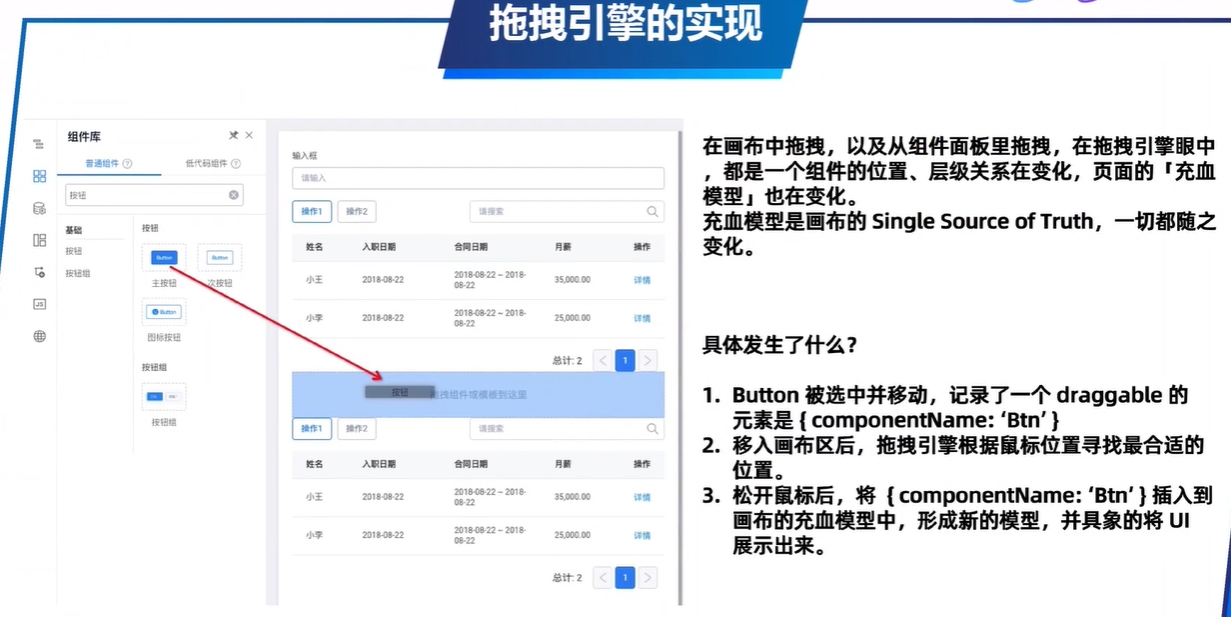 拖拽引擎的实现
组件库
普通组件 ?
低代码组件 ?
按钮
基础
按钮
按钮组
按钮
Button
Button
主按钮
次按钮
Button
图标按钮
按钮组
按钮组
JS
输入框
请输入
操作1
操作2
请搜索
姓名 入职日期 合同日期 月薪 操作
小王 2018-08-22 2018-08-22 ~ 2018-08-22 35,000.00 详情
小李 2018-08-22 2018-08-22 ~ 2018-08-22 25,000.00 详情
总计: 2 < 1 >
按钮
拖拽组件或模板到这里
操作1
操作2
请搜索
姓名 入职日期 合同日期 月薪 操作
小王 2018-08-22 2018-08-22 ~ 2018-08-22 35,000.00 详情
小李 2018-08-22 2018-08-22 ~ 2018-08-22 25,000.00 详情
总计: 2 < 1 >
在画布中拖拽，以及从组件面板里拖拽，在拖拽引擎眼中
，都是一个组件的位置、层级关系在变化，页面的「充血
模型」也在变化。
充血模型是画布的 Single Source of Truth，一切都随之
变化。
具体发生了什么？
1. Button 被选中并移动，记录了一个 draggable 的
元素是 { componentName: ‘Btn’ }
2. 移入画布区后，拖拽引擎根据鼠标位置寻找最合适的
位置。
3. 松开鼠标后，将 { componentName: ‘Btn’ } 插入到
画布的充血模型中，形成新的模型，并具象的将 UI
展示出来。